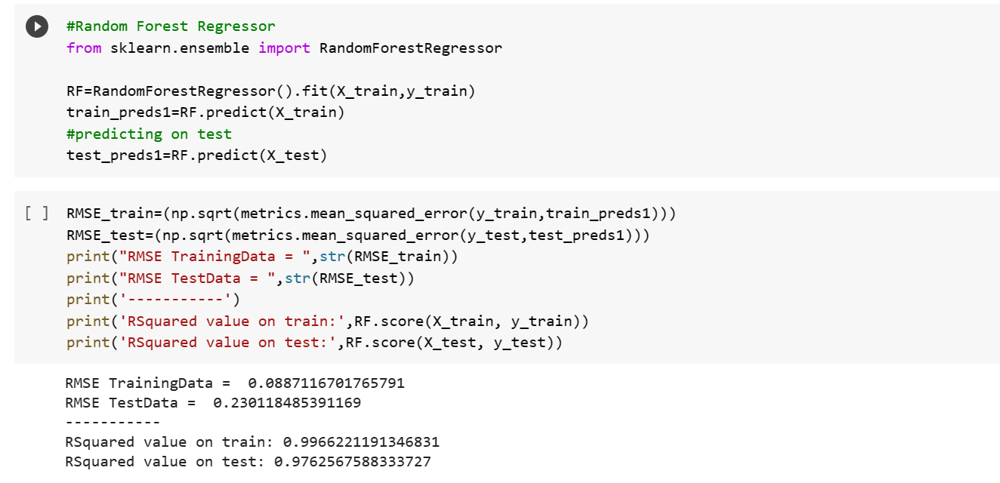 #Random Forest Regressor
from sklearn.ensemble import RandomForestRegressor
RF=RandomForestRegressor().fit(X_train,y_train)
train_preds1=RF.predict(X_train)
#predicting on test
test_preds1=RF.predict(X_test)
[ ] RMSE_train=(np.sqrt(metrics.mean_squared_error(y_train,train_preds1)))
RMSE_test=(np.sqrt(metrics.mean_squared_error(y_test,test_preds1)))
print("RMSE TrainingData = ",str(RMSE_train))
print("RMSE TestData = ",str(RMSE_test))
print('-----------')
print('RSquared value on train:',RF.score(X_train, y_train))
print('RSquared value on test:',RF.score(X_test, y_test))
RMSE TrainingData =  0.0887116701765791
RMSE TestData =  0.230118485391169
-----------
RSquared value on train: 0.9966221191346831
RSquared value on test: 0.9762567588333727